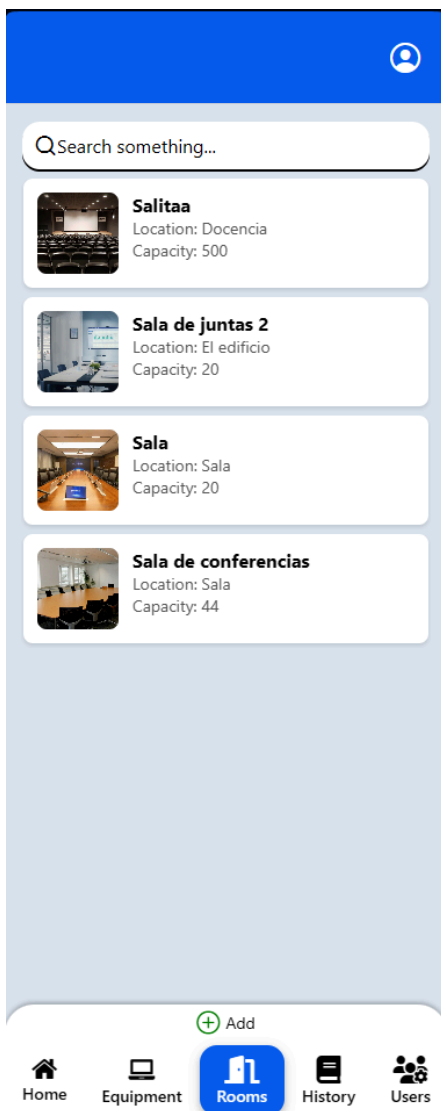 Search something...
Salitaa
Location: Docencia
Capacity: 500
Sala de juntas 2
Location: El edificio
Capacity: 20
Sala
Location: Sala
Capacity: 20
Sala de conferencias
Location: Sala
Capacity: 44
Add
Home Equipment Rooms History Users